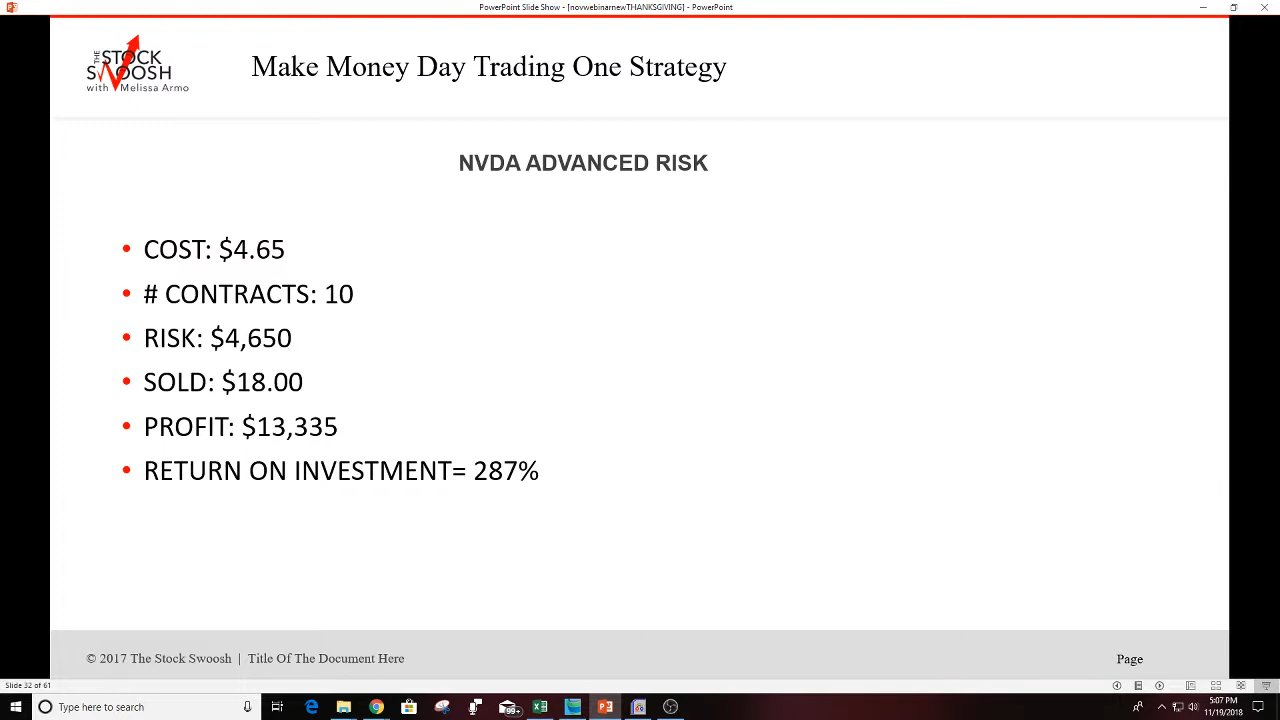 PowerPoint Slide Show - [novwebinarnewTHANKSGIVING] - PowerPoint
THE STOCK SWOOSH
with Melissa Armo
Make Money Day Trading One Strategy
NVDA ADVANCED RISK
• COST: $4.65
• # CONTRACTS: 10
• RISK: $4,650
• SOLD: $18.00
• PROFIT: $13,335
• RETURN ON INVESTMENT= 287%
© 2017 The Stock Swoosh | Title Of The Document Here
Page
Slide 32 of 61
Type here to search
5:07 PM
11/19/2018